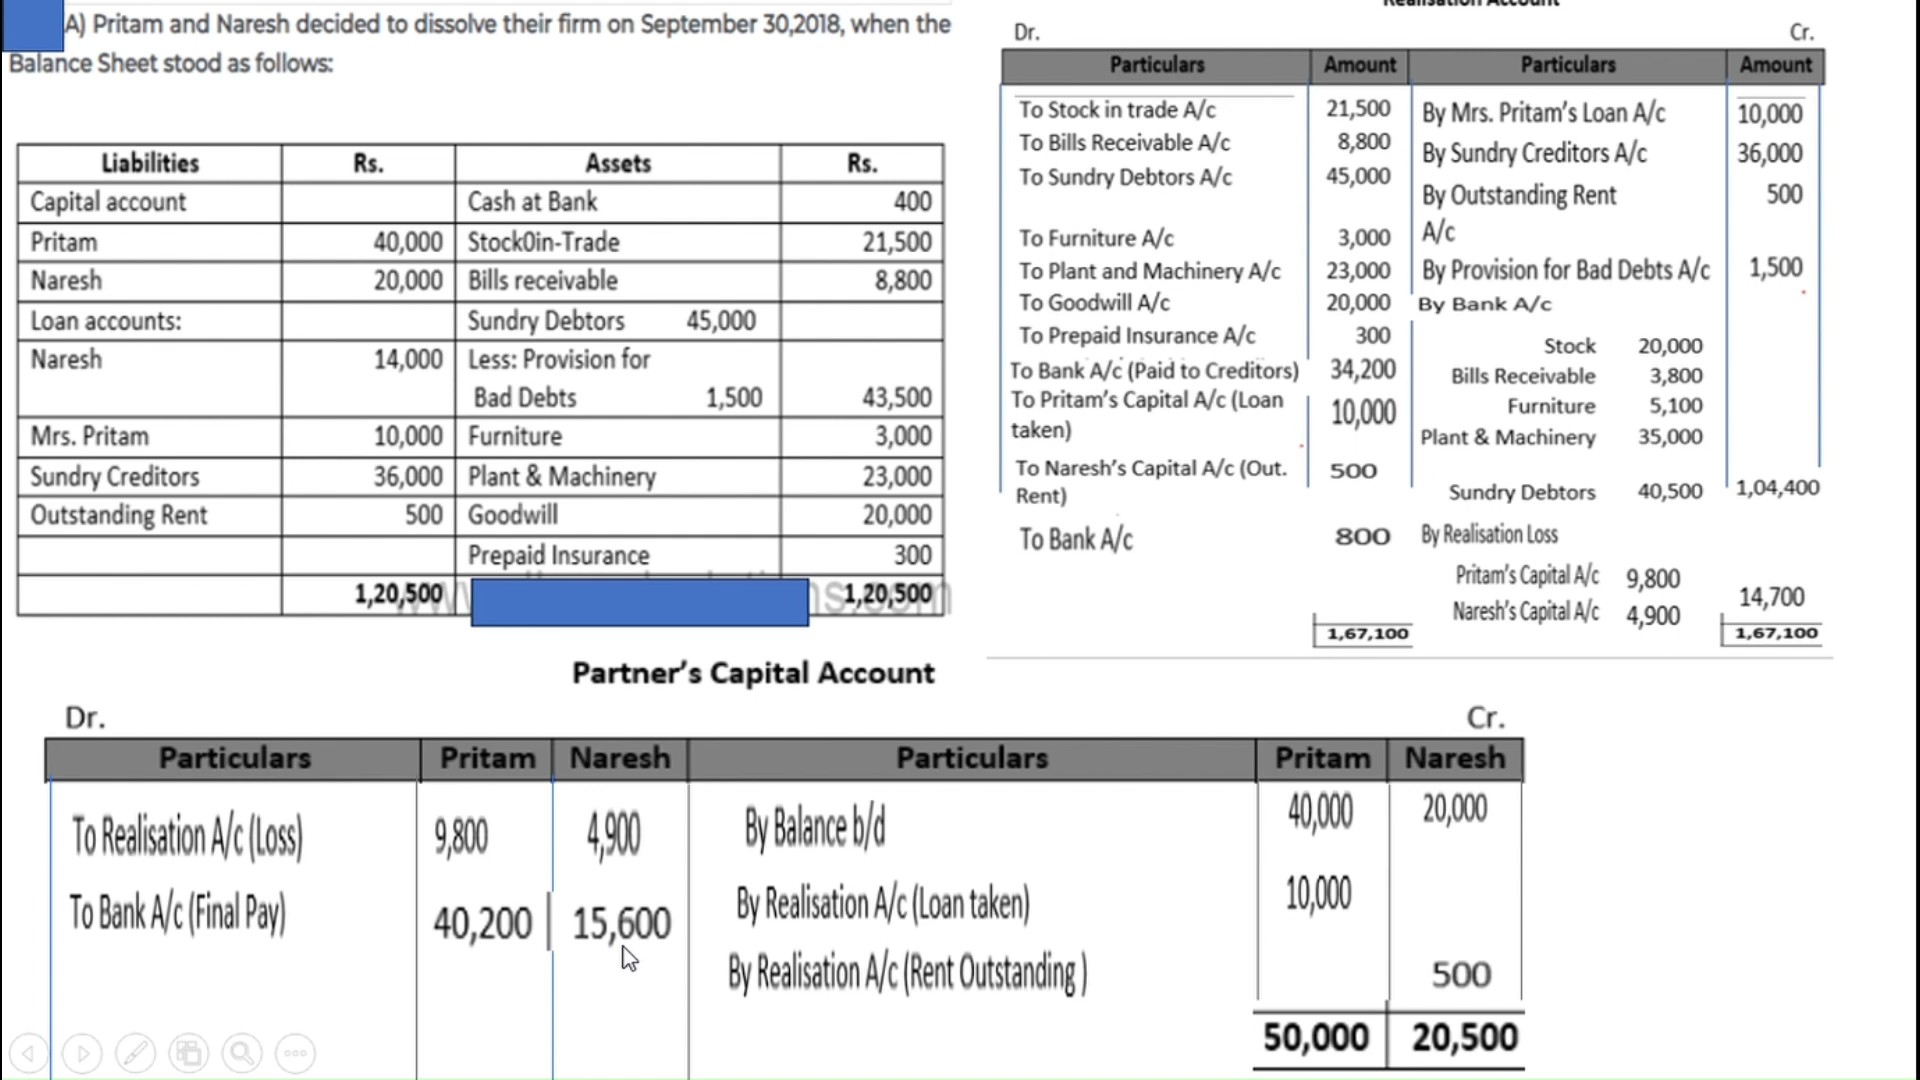 A) Pritam and Naresh decided to dissolve their firm on September 30,2018, when the
Balance Sheet stood as follows:
Liabilities Rs. Assets Rs.
Capital account Cash at Bank 400
Pritam 40,000 Stock0in-Trade 21,500
Naresh 20,000 Bills receivable 8,800
Loan accounts: Sundry Debtors 45,000
Naresh 14,000 Less: Provision for
Bad Debts 1,500 43,500
Mrs. Pritam 10,000 Furniture 3,000
Sundry Creditors 36,000 Plant & Machinery 23,000
Outstanding Rent 500 Goodwill 20,000
Prepaid Insurance 300
1,20,500 1,20,500
Realisation Account
Dr. Cr.
Particulars Amount Particulars Amount
To Stock in trade A/c 21,500 By Mrs. Pritam's Loan A/c 10,000
To Bills Receivable A/c 8,800 By Sundry Creditors A/c 36,000
To Sundry Debtors A/c 45,000 By Outstanding Rent 500
To Furniture A/c 3,000 A/c
To Plant and Machinery A/c 23,000 By Provision for Bad Debts A/c 1,500
To Goodwill A/c 20,000 By Bank A/c
To Prepaid Insurance A/c 300 Stock 20,000
To Bank A/c (Paid to Creditors) 34,200 Bills Receivable 3,800
To Pritam's Capital A/c (Loan 10,000 Furniture 5,100
taken) Plant & Machinery 35,000
To Naresh's Capital A/c (Out. 500
Rent) Sundry Debtors 40,500 1,04,400
To Bank A/c 800 By Realisation Loss
Pritam's Capital A/c 9,800
Naresh's Capital A/c 4,900 14,700
1,67,100 1,67,100
Partner's Capital Account
Dr. Cr.
Particulars Pritam Naresh Particulars Pritam Naresh
To Realisation A/c (Loss) 9,800 4,900 By Balance b/d 40,000 20,000
To Bank A/c (Final Pay) 40,200 15,600 By Realisation A/c (Loan taken) 10,000
By Realisation A/c (Rent Outstanding ) 500
50,000 20,500